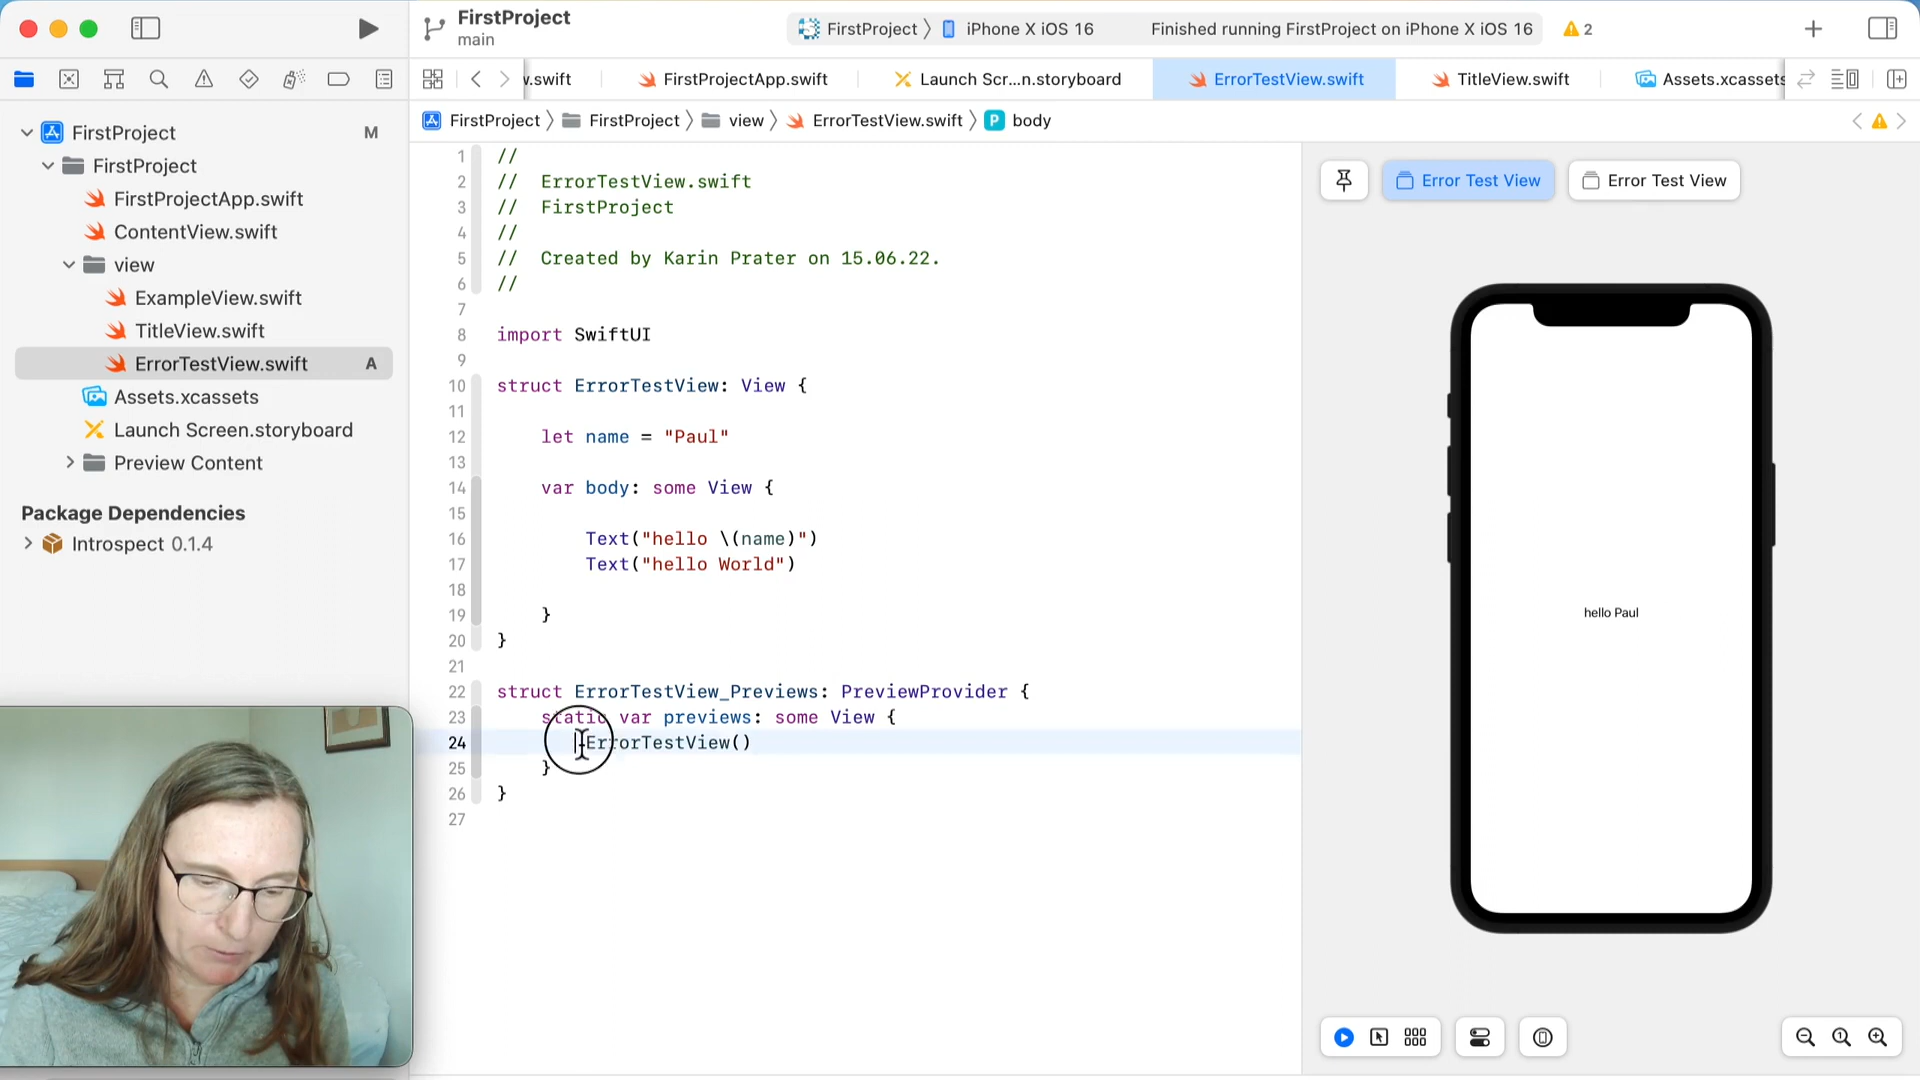 FirstProject
main
FirstProject
iPhone X iOS 16
Finished running FirstProject on iPhone X iOS 16
2
v.swift
FirstProjectApp.swift
Launch Scr...n.storyboard
ErrorTestView.swift
TitleView.swift
Assets.xcassets
FirstProject
FirstProject
view
ErrorTestView.swift
P
body
FirstProject
M
FirstProject
FirstProjectApp.swift
ContentView.swift
view
ExampleView.swift
TitleView.swift
ErrorTestView.swift
A
Assets.xcassets
Launch Screen.storyboard
Preview Content
Package Dependencies
Introspect 0.1.4
1 //
2 //  ErrorTestView.swift
3 //  FirstProject
4 //
5 //  Created by Karin Prater on 15.06.22.
6 //
7
8 import SwiftUI
9
10 struct ErrorTestView: View {
11
12     let name = "Paul"
13
14     var body: some View {
15
16         Text("hello \(name)")
17         Text("hello World")
18
19     }
20 }
21
22 struct ErrorTestView_Previews: PreviewProvider {
23     static var previews: some View {
24         ErrorTestView()
25     }
26 }
27
Error Test View
Error Test View
hello Paul